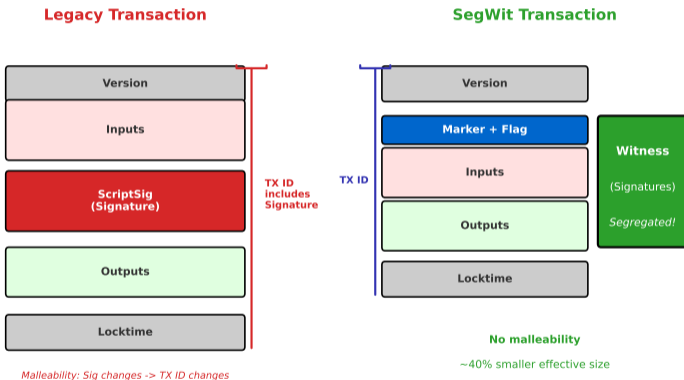 Legacy Transaction
Version
Inputs
ScriptSig
(Signature)
Outputs
Locktime
TX ID
includes
Signature
Malleability: Sig changes -> TX ID changes
SegWit Transaction
TX ID
Version
Marker + Flag
Inputs
Outputs
Locktime
Witness
(Signatures)
Segregated!
No malleability
~40% smaller effective size